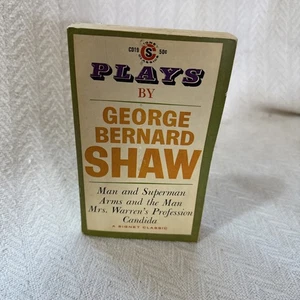 CD19 S 50¢
PLAYS
BY
GEORGE
BERNARD
SHAW
Man and Superman
Arms and the Man
Mrs. Warren's Profession
Candida
A SIGNET CLASSIC